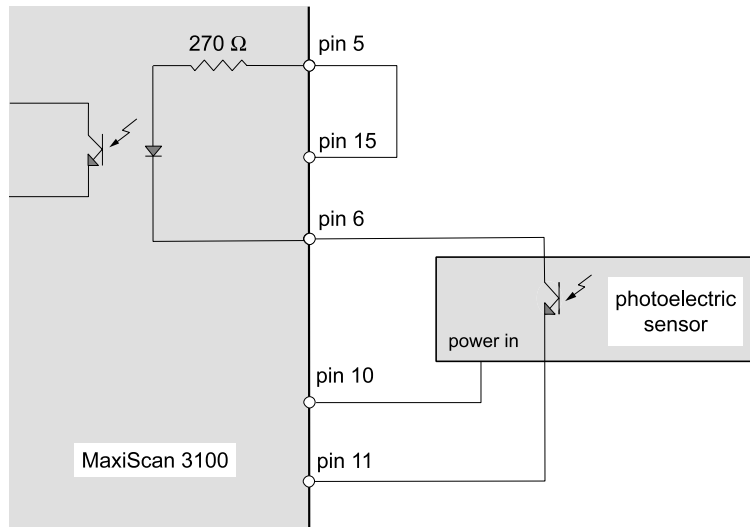 270 Ω
pin 5
pin 15
pin 6
photoelectric
sensor
power in
pin 10
MaxiScan 3100
pin 11